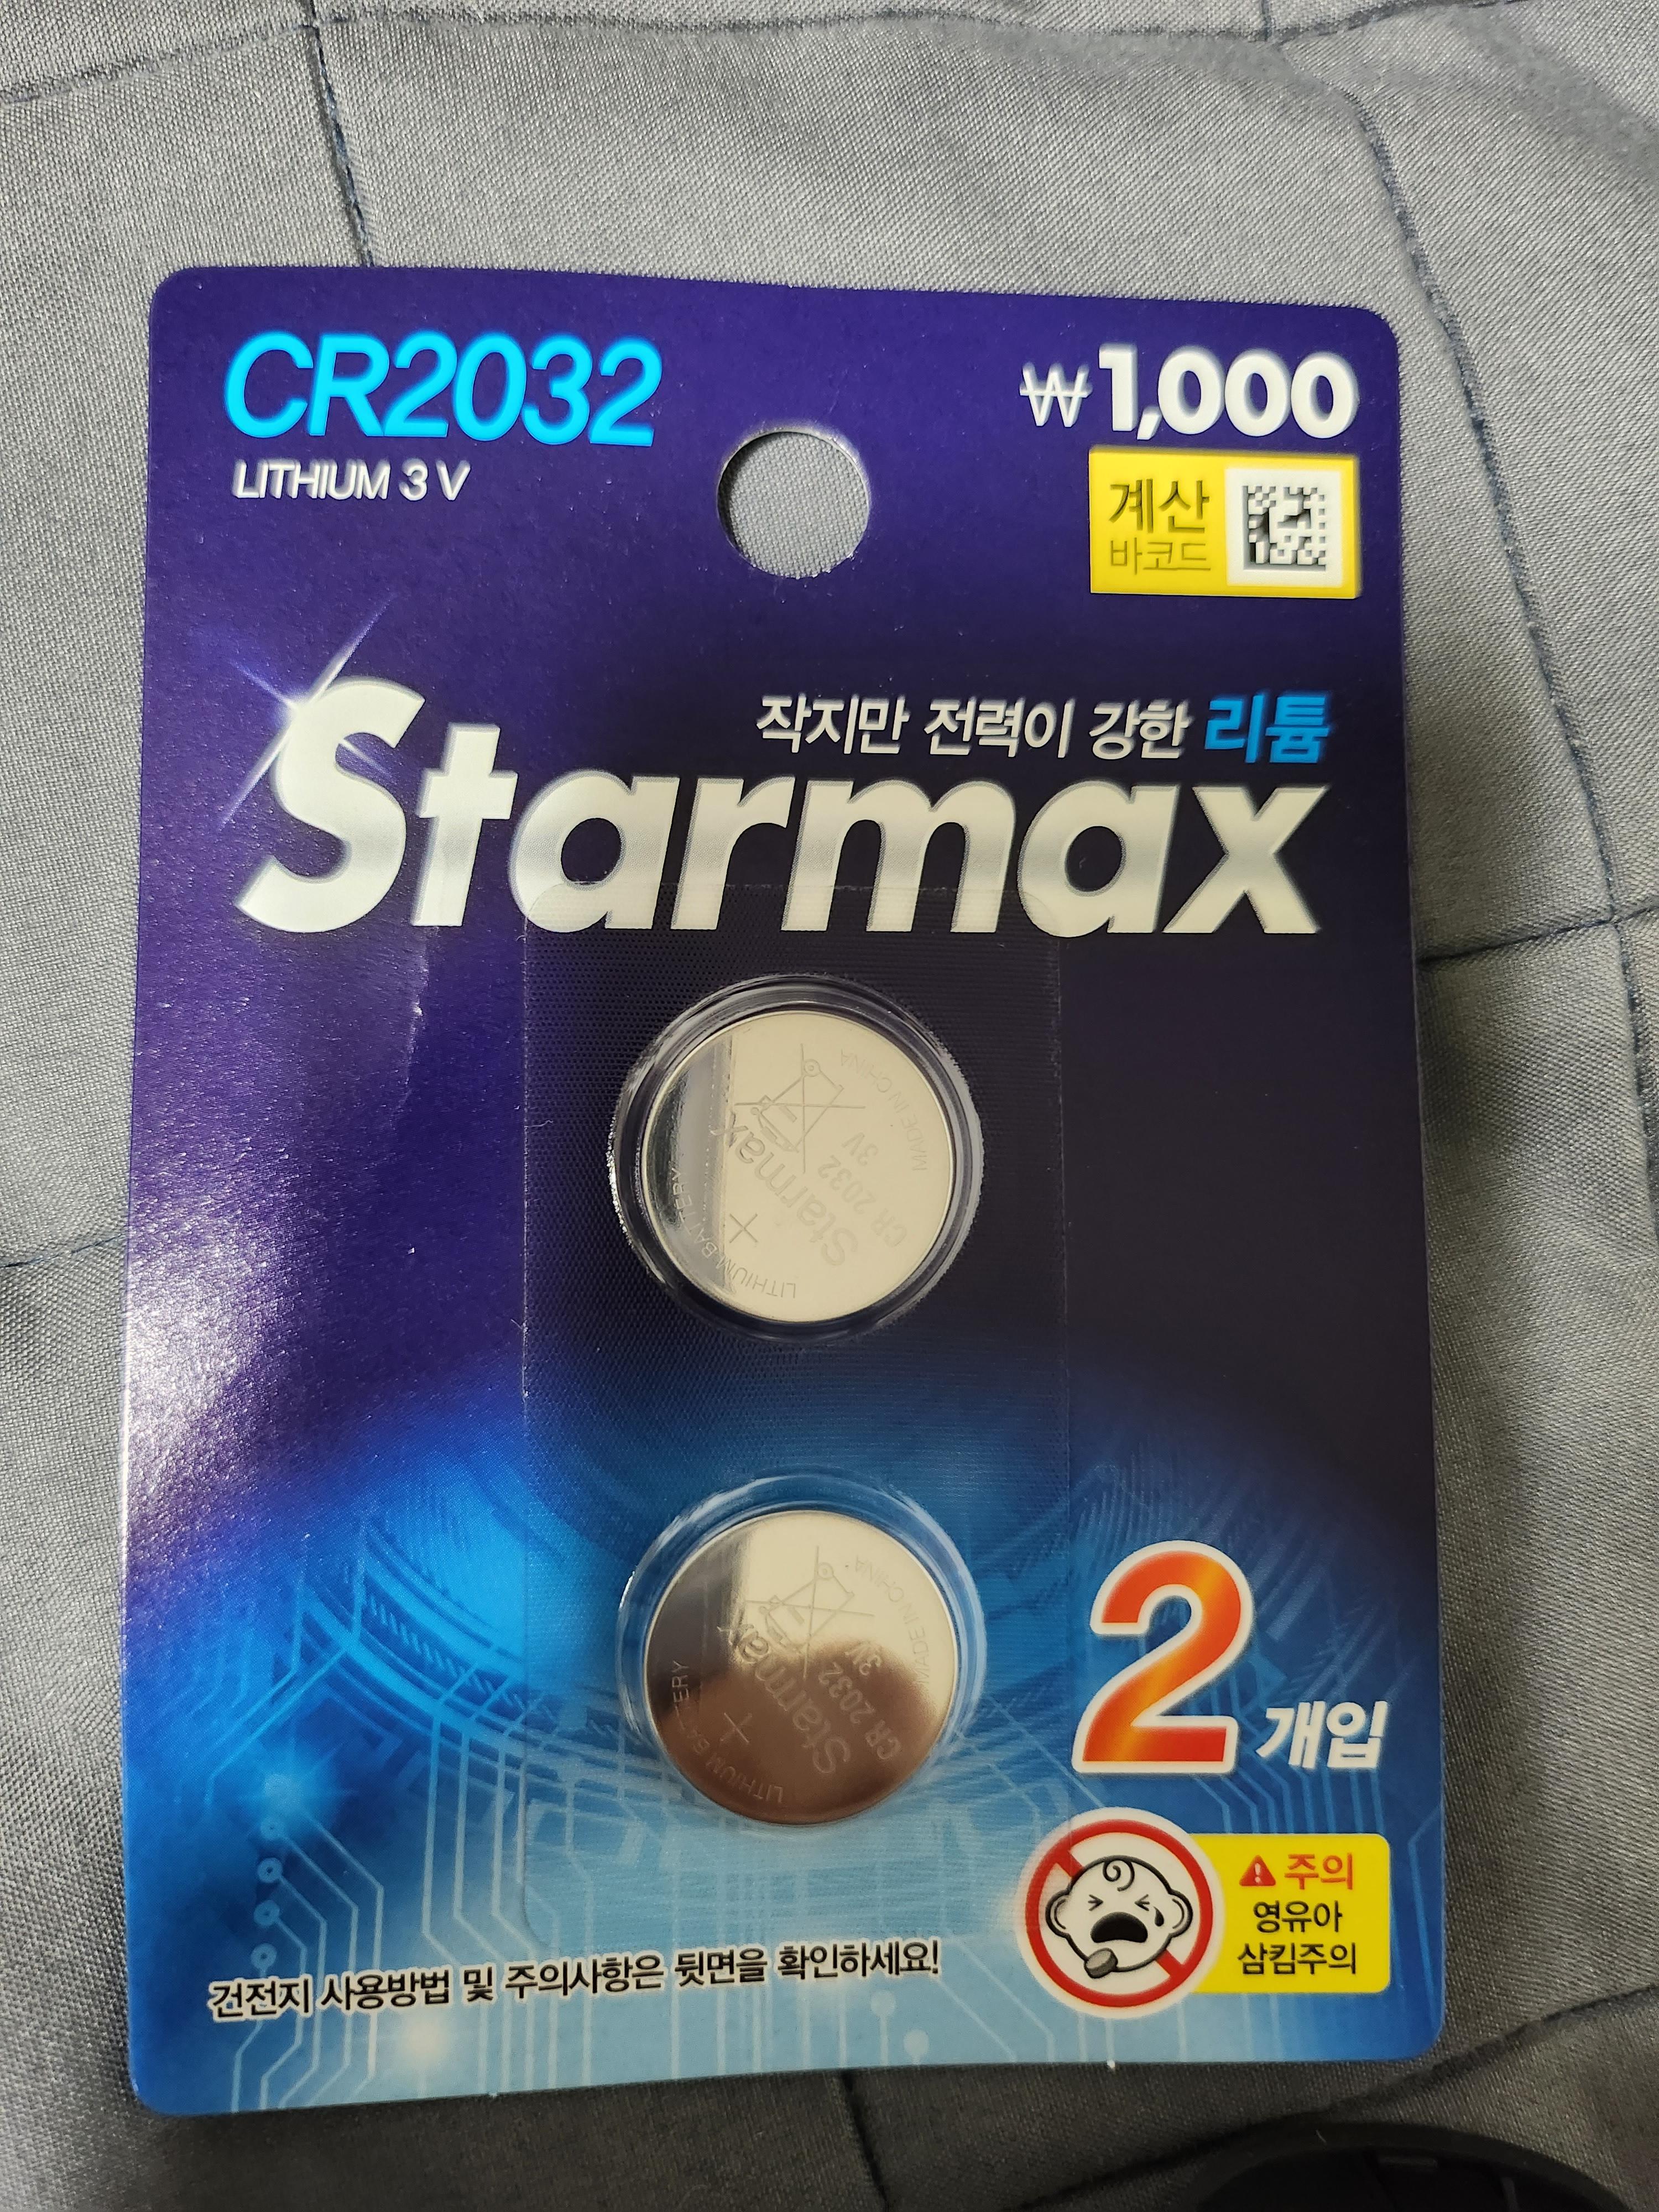 CR2032
LITHIUM 3 V
₩1,000
계산
바코드
작지만 전력이 강한 리튬
Starmax
LITHIUM BATTERY
+
Starmax
CR 2032
3V
MADE IN CHINA
LITHIUM BATTERY
+
Starmax
CR 2032
3V
MADE IN CHINA
2개입
주의
영유아
삼킴주의
건전지 사용방법 및 주의사항은 뒷면을 확인하세요!